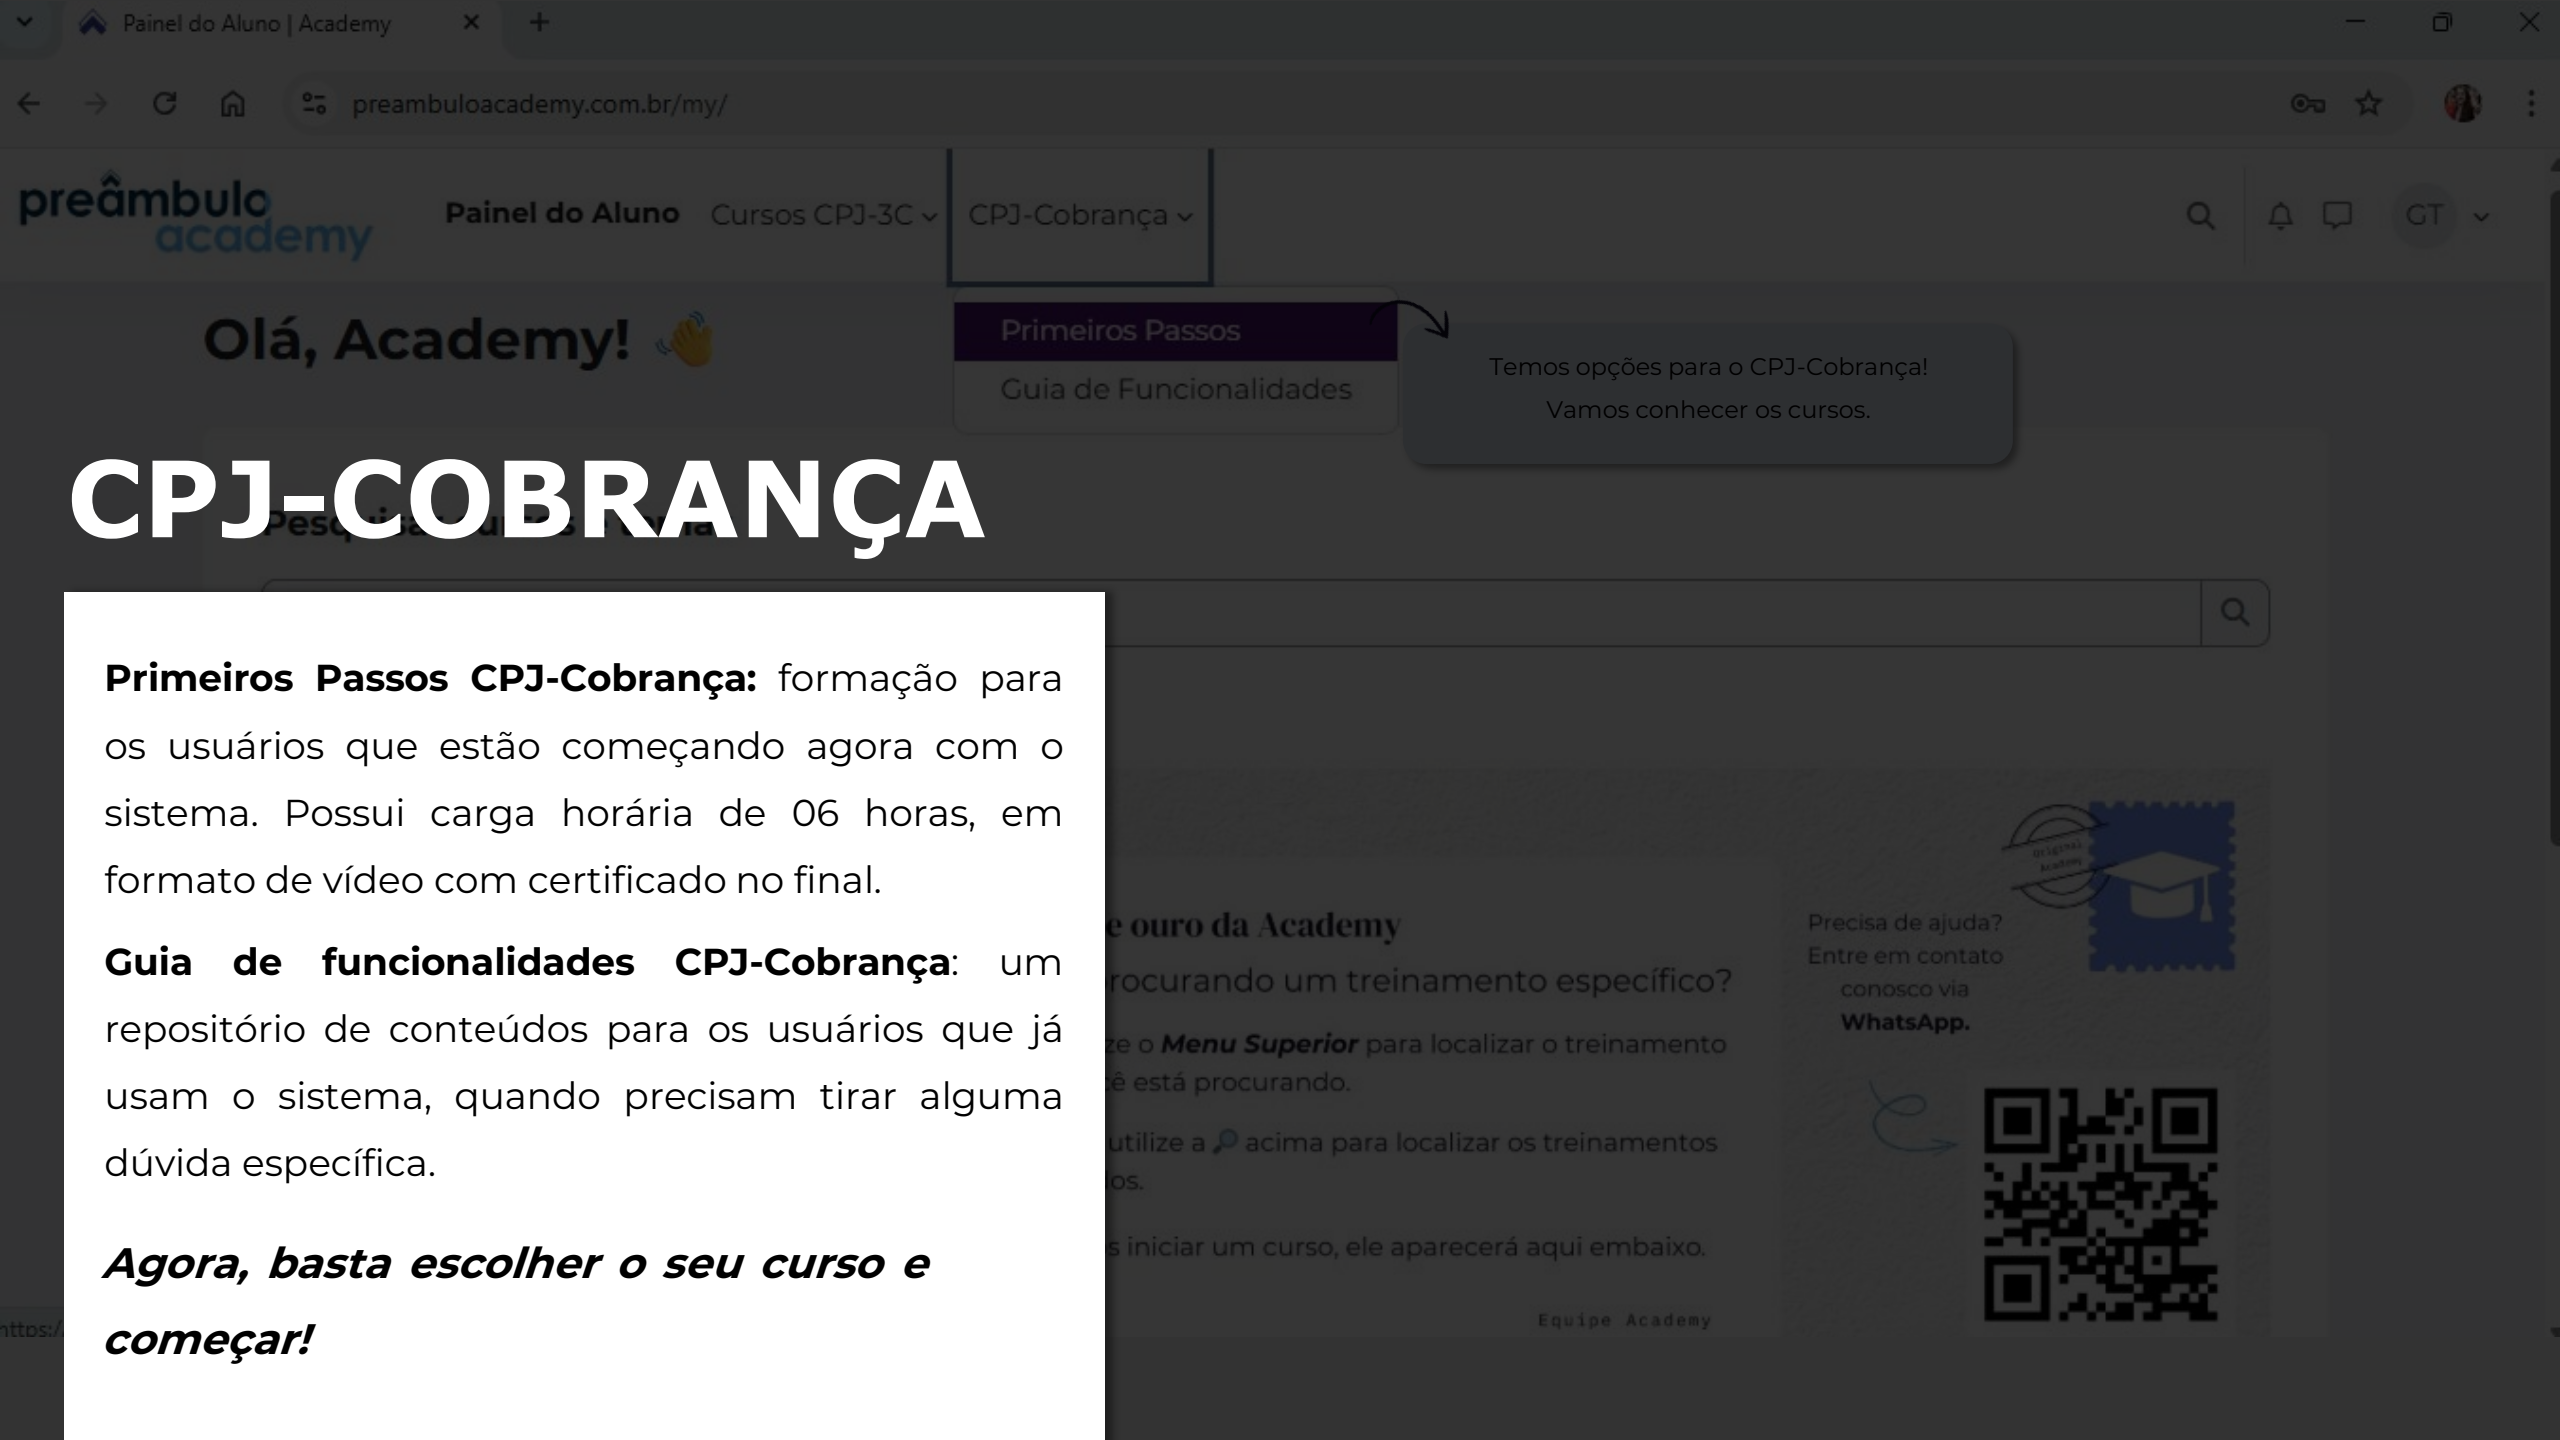 Painel do Aluno | Academy
preambuloacademy.com.br/my/
preâmbulo
academy
Painel do Aluno
Cursos CPJ-3C
CPJ-Cobrança
GT
Olá, Academy! 👋
Primeiros Passos
Guia de Funcionalidades
Temos opções para o CPJ-Cobrança!
Vamos conhecer os cursos.
CPJ-COBRANÇA
Primeiros Passos CPJ-Cobrança: formação para
os usuários que estão começando agora com o
sistema. Possui carga horária de 06 horas, em
formato de vídeo com certificado no final.
Guia de funcionalidades CPJ-Cobrança: um
repositório de conteúdos para os usuários que já
usam o sistema, quando precisam tirar alguma
dúvida específica.
Agora, basta escolher o seu curso e
começar!
e ouro da Academy
rocurando um treinamento específico?
ze o Menu Superior para localizar o treinamento
cê está procurando.
utilize a 🔎 acima para localizar os treinamentos
los.
s iniciar um curso, ele aparecerá aqui embaixo.
Equipe Academy
Original
Academy
Precisa de ajuda?
Entre em contato
conosco via
WhatsApp.
https:/